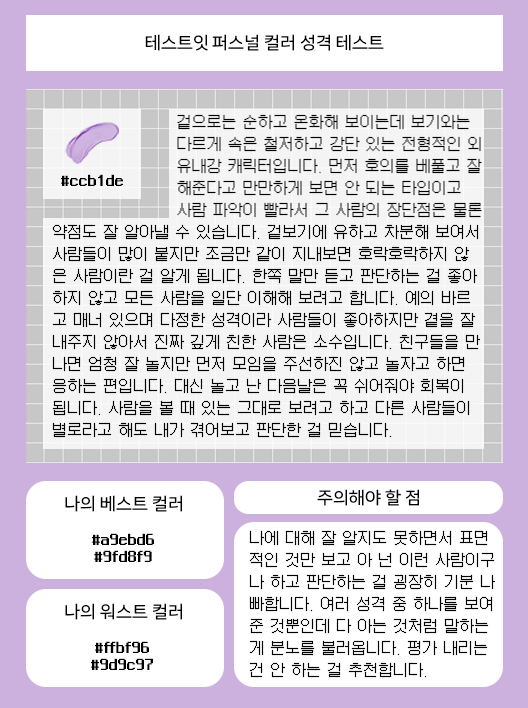 테스트잇 퍼스널 컬러 성격 테스트
#ccb1de
겉으로는 순하고 온화해 보이는데 보기와는
다르게 속은 철저하고 강단 있는 전형적인 외
유내강 캐릭터입니다. 먼저 호의를 베풀고 잘
해준다고 만만하게 보면 안 되는 타입이고
사람 파악이 빨라서 그 사람의 장단점은 물론
약점도 잘 알아낼 수 있습니다. 겉보기에 유하고 차분해 보여서
사람들이 많이 붙지만 조금만 같이 지내보면 호락호락하지 않
은 사람이란 걸 알게 됩니다. 한쪽 말만 듣고 판단하는 걸 좋아
하지 않고 모든 사람을 일단 이해해 보려고 합니다. 예의 바르
고 매너 있으며 다정한 성격이라 사람들이 좋아하지만 곁을 잘
내주지 않아서 진짜 깊게 친한 사람은 소수입니다. 친구들을 만
나면 엄청 잘 놀지만 먼저 모임을 주선하진 않고 놀자고 하면
응하는 편입니다. 대신 놀고 난 다음날은 꼭 쉬어줘야 회복이
됩니다. 사람을 볼 때 있는 그대로 보려고 하고 다른 사람들이
별로라고 해도 내가 겪어보고 판단한 걸 믿습니다.
나의 베스트 컬러
#a9ebd6
#9fd8f9
나의 워스트 컬러
#ffbf96
#9d9c97
주의해야 할 점
나에 대해 잘 알지도 못하면서 표면
적인 것만 보고 아 넌 이런 사람이구
나 하고 판단하는 걸 굉장히 기분 나
빠합니다. 여러 성격 중 하나를 보여
준 것뿐인데 다 아는 것처럼 말하는
게 분노를 불러옵니다. 평가 내리는
건 안 하는 걸 추천합니다.